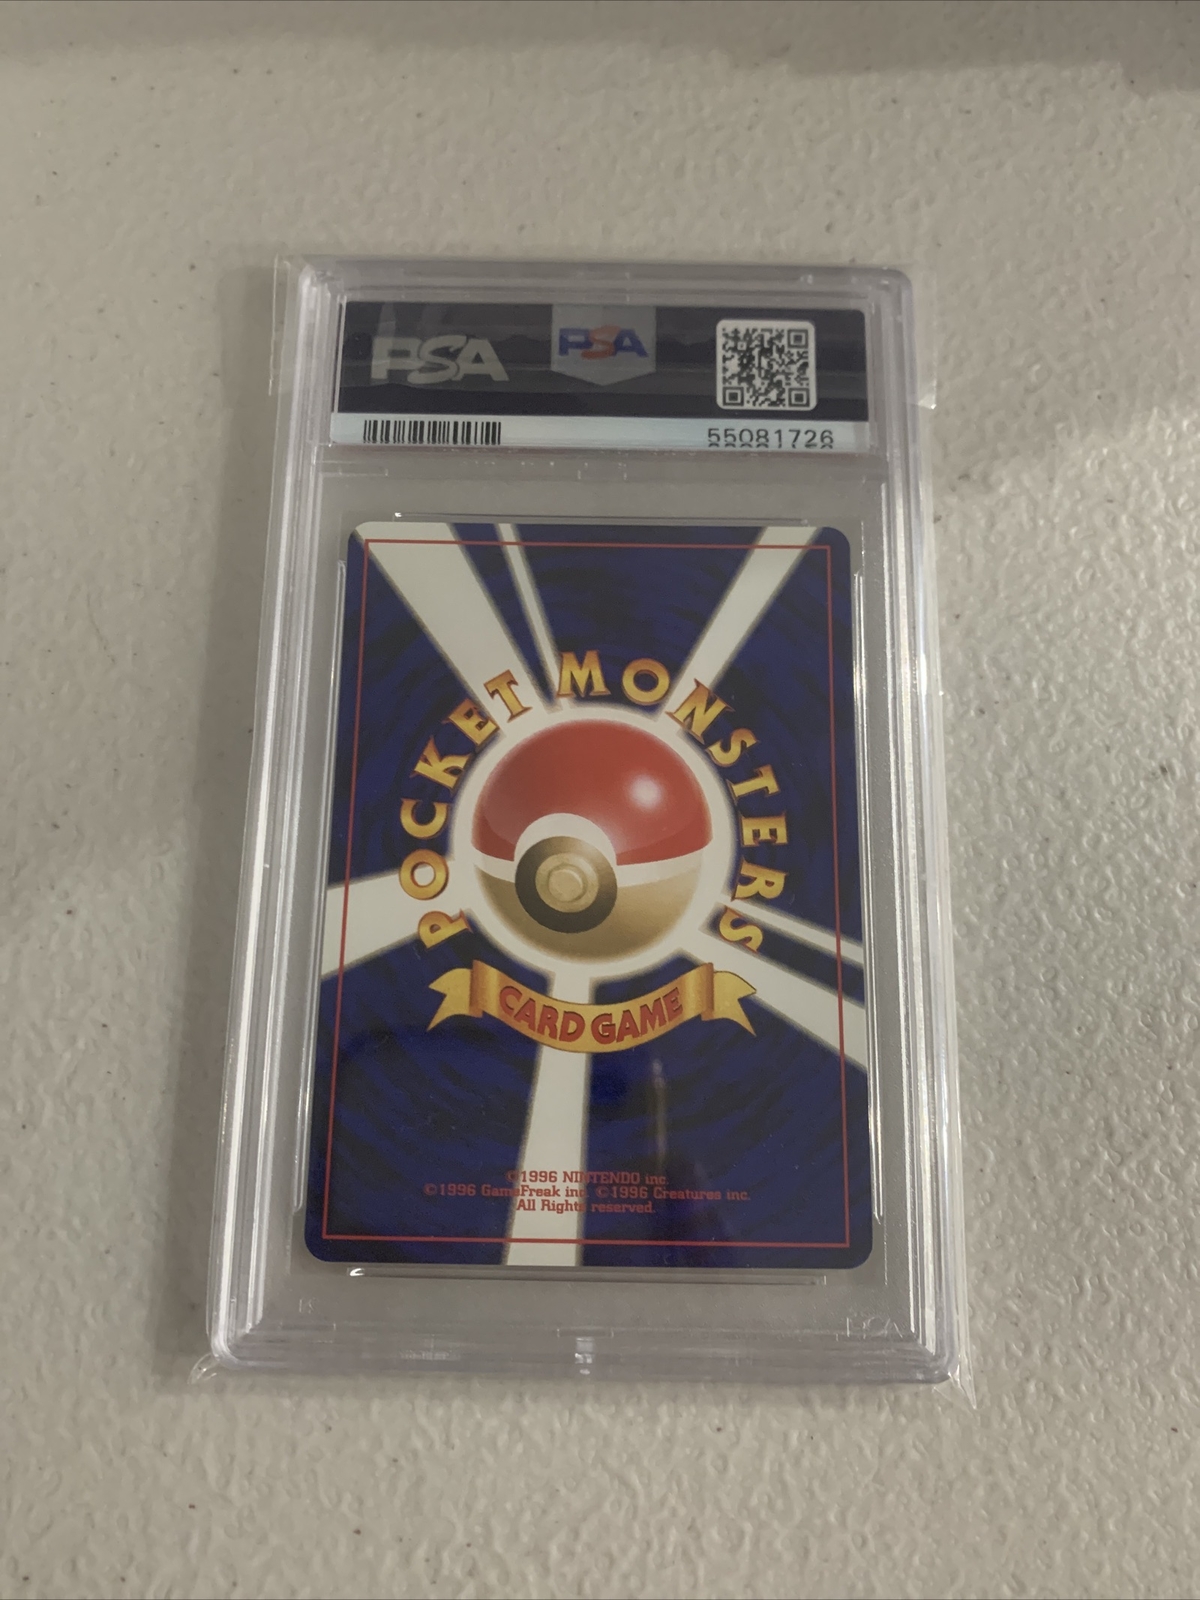 PSA
PSA
55081726
POCKET MONSTERS
CARD GAME
©1996 NINTENDO inc.
©1996 GameFreak inc. ©1996 Creatures inc.
All Rights reserved.